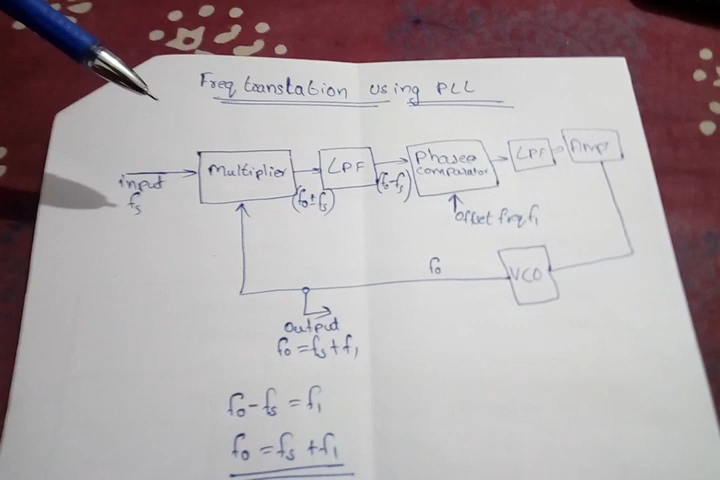 Freq translation using PLL
input
fs
Multiplier
(fo±fs)
LPF
(fo-fs)
Phasee
comparator
offset freq f1
LPF
Amp
VCO
fo
Output
fo = fs + f1
fo - fs = f1
fo = fs + f1